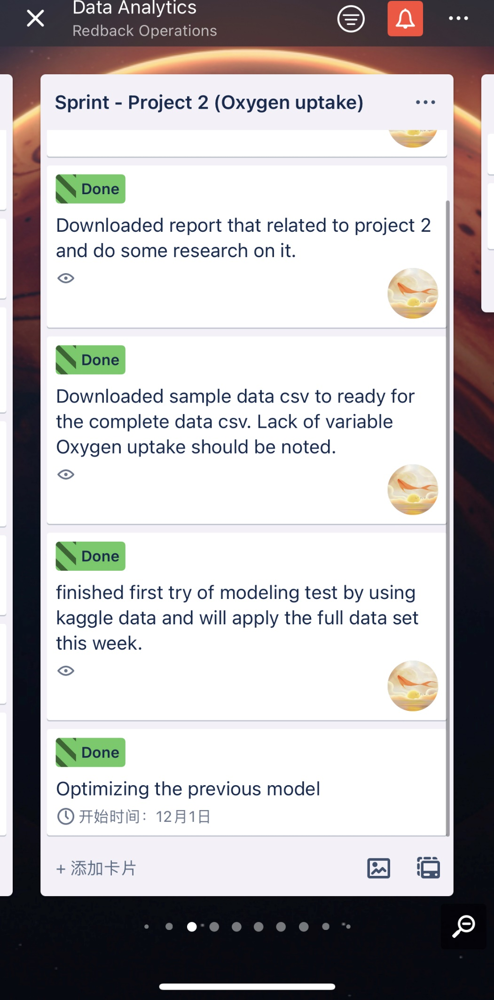 Data Analytics
Redback Operations
Sprint - Project 2 (Oxygen uptake)
Done
Downloaded report that related to project 2
and do some research on it.
Done
Downloaded sample data csv to ready for
the complete data csv. Lack of variable
Oxygen uptake should be noted.
Done
finished first try of modeling test by using
kaggle data and will apply the full data set
this week.
Done
Optimizing the previous model
开始时间：12月1日
+ 添加卡片